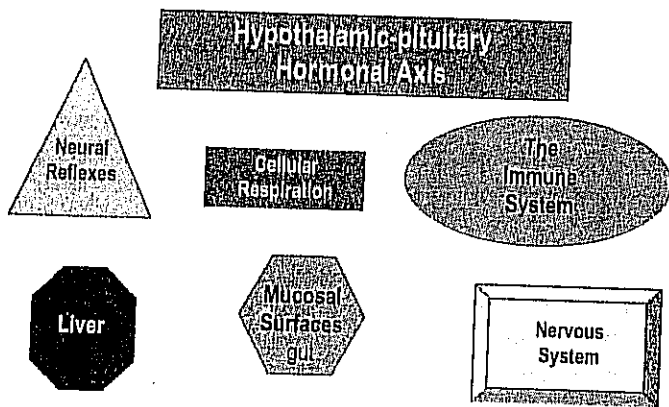 Hypothalamic-pituitary
Hormonal Axis
Neural
Reflexes
Cellular
Respiration
The
Immune
System
Liver
Mucosal
Surfaces
gut
Nervous
System